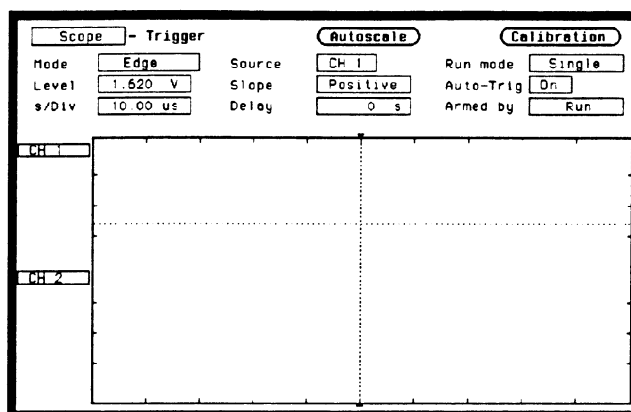 Scope - Trigger Autoscale Calibration
Mode Edge Source CH 1 Run mode Single
Level 1.620 V Slope Positive Auto-Trig On
s/Div 10.00 us Delay 0 s Armed by Run
CH 1
CH 2